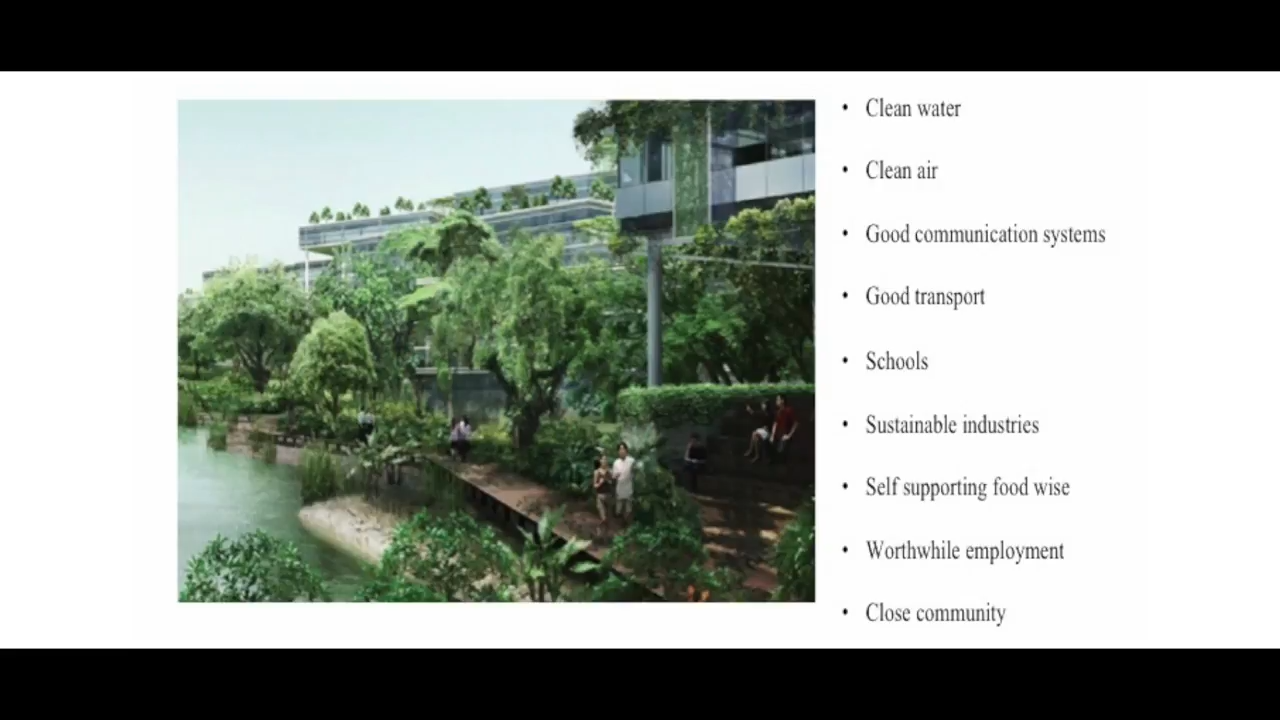 • Clean water
• Clean air
• Good communication systems
• Good transport
• Schools
• Sustainable industries
• Self supporting food wise
• Worthwhile employment
• Close community